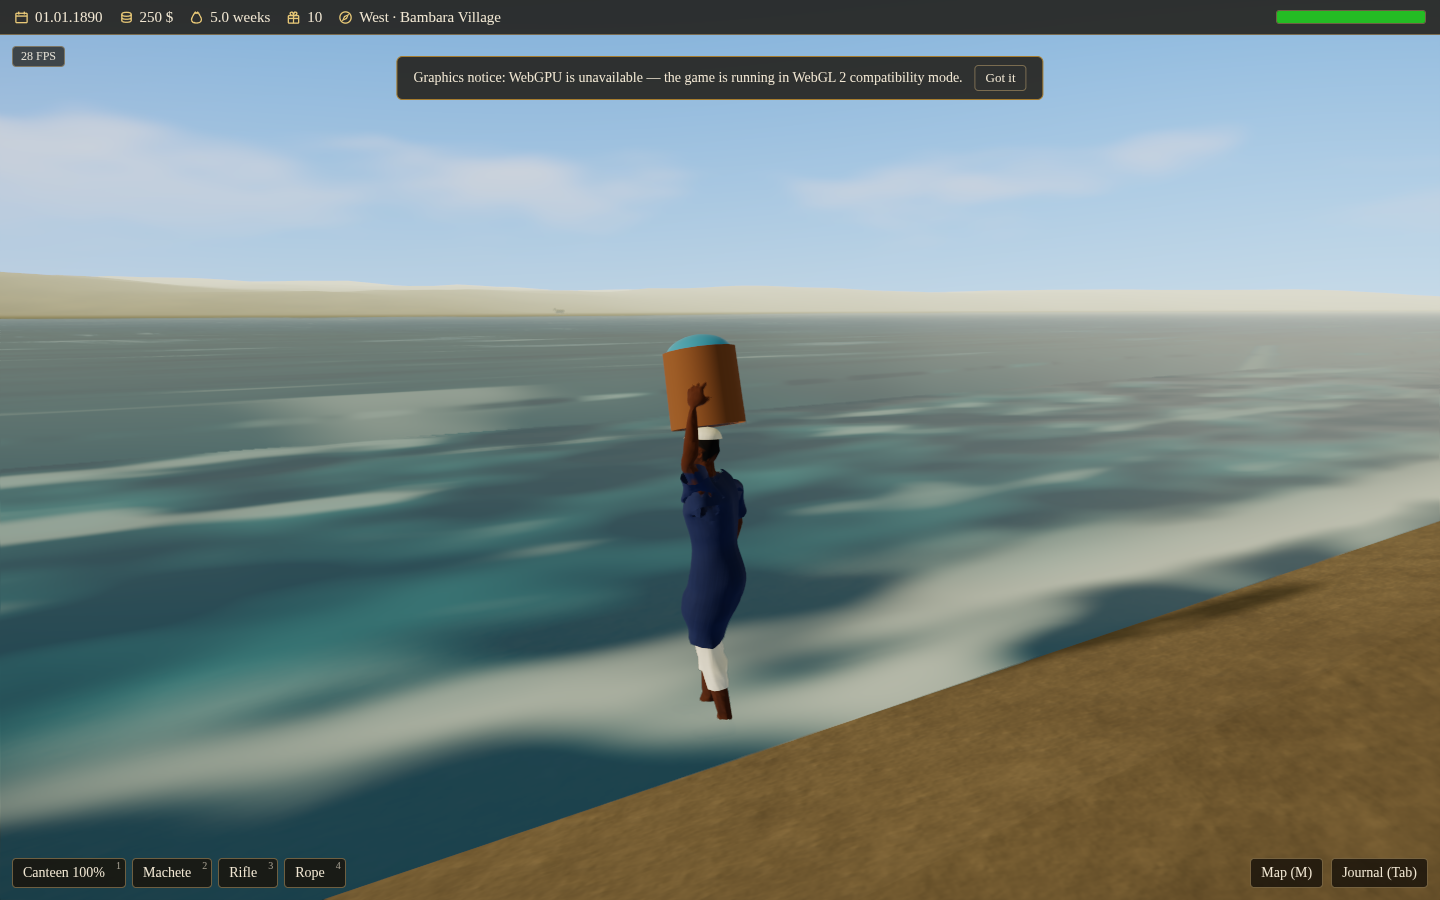 01.01.1890 250 $ 5.0 weeks 10 West · Bambara Village
28 FPS
Graphics notice: WebGPU is unavailable — the game is running in WebGL 2 compatibility mode. Got it
Canteen 100% 1 Machete 2 Rifle 3 Rope 4 Map (M) Journal (Tab)